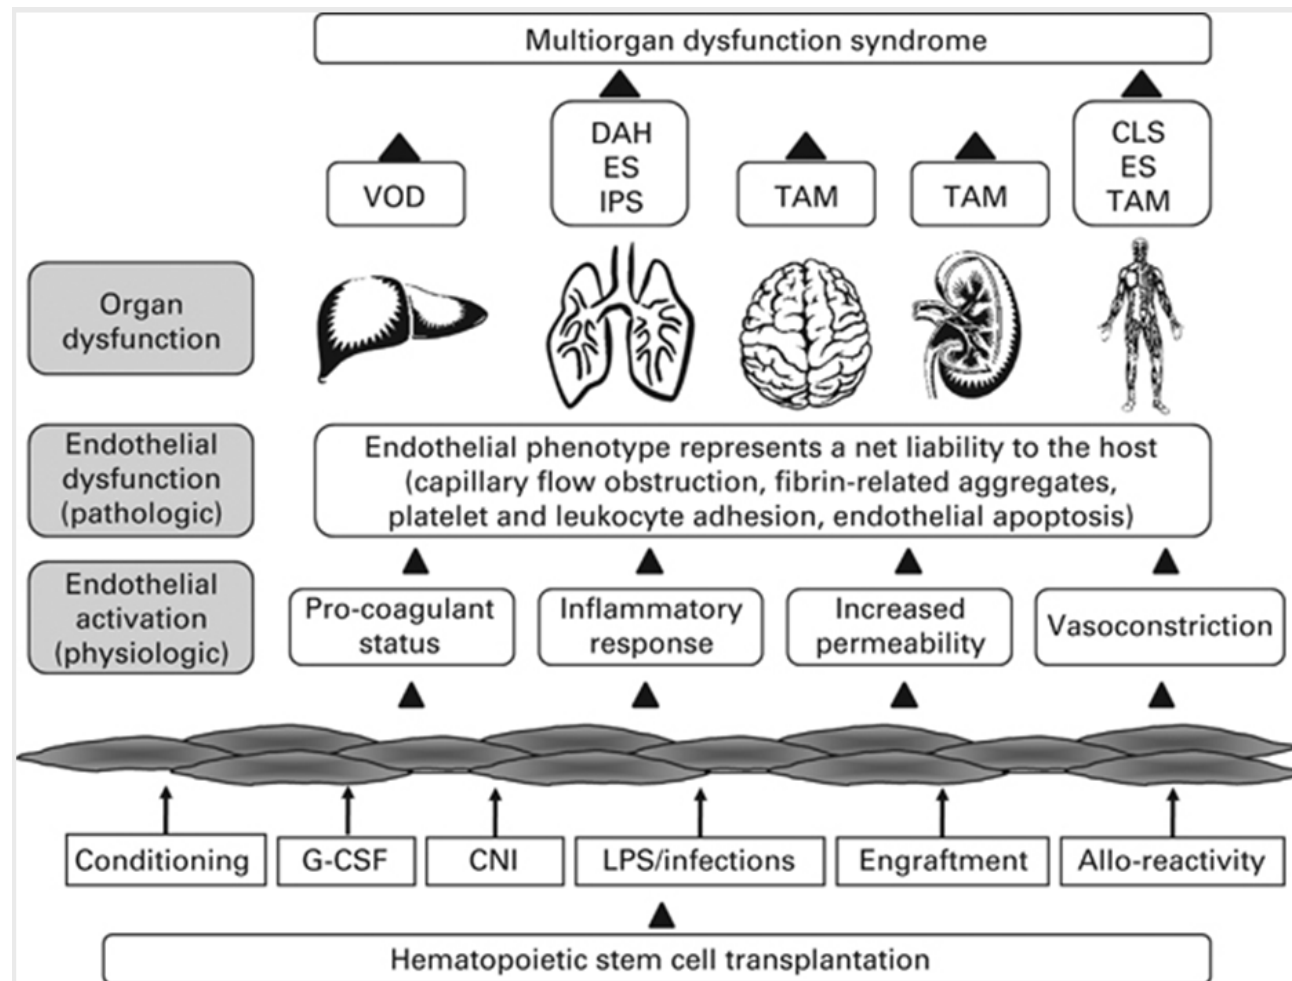 Multiorgan dysfunction syndrome
DAH
ES
IPS
CLS
ES
TAM
VOD
TAM
TAM
Organ
dysfunction
Endothelial
dysfunction
(pathologic)
Endothelial phenotype represents a net liability to the host
(capillary flow obstruction, fibrin-related aggregates,
platelet and leukocyte adhesion, endothelial apoptosis)
Endothelial
activation
(physiologic)
Pro-coagulant
status
Inflammatory
response
Increased
permeability
Vasoconstriction
Conditioning
G-CSF
CNI
LPS/infections
Engraftment
Allo-reactivity
Hematopoietic stem cell transplantation